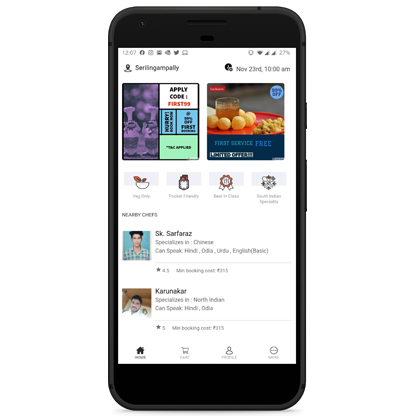 12:07
27%
Serilingampally
Nov 23rd, 10:00 am
APPLY
CODE :
FIRST99
HURRY!
BOOK NOW
@
FIRST
BOOKING
*T&C APPLIED
80%
OFF
FIRST SERVICE FREE
LIMITED OFFER!!!
Veg Only
Pocket Friendly
Best in Class
South Indian
Speciality
NEARBY CHEFS
Sk. Sarfaraz
Specializes in : Chinese
Can Speak: Hindi , Odia , Urdu , English(Basic)
4.5 Min booking cost: ₹315
Karunakar
Specializes in : North Indian
Can Speak: Hindi , Odia
5 Min booking cost: ₹315
HOME
CART
PROFILE
MORE